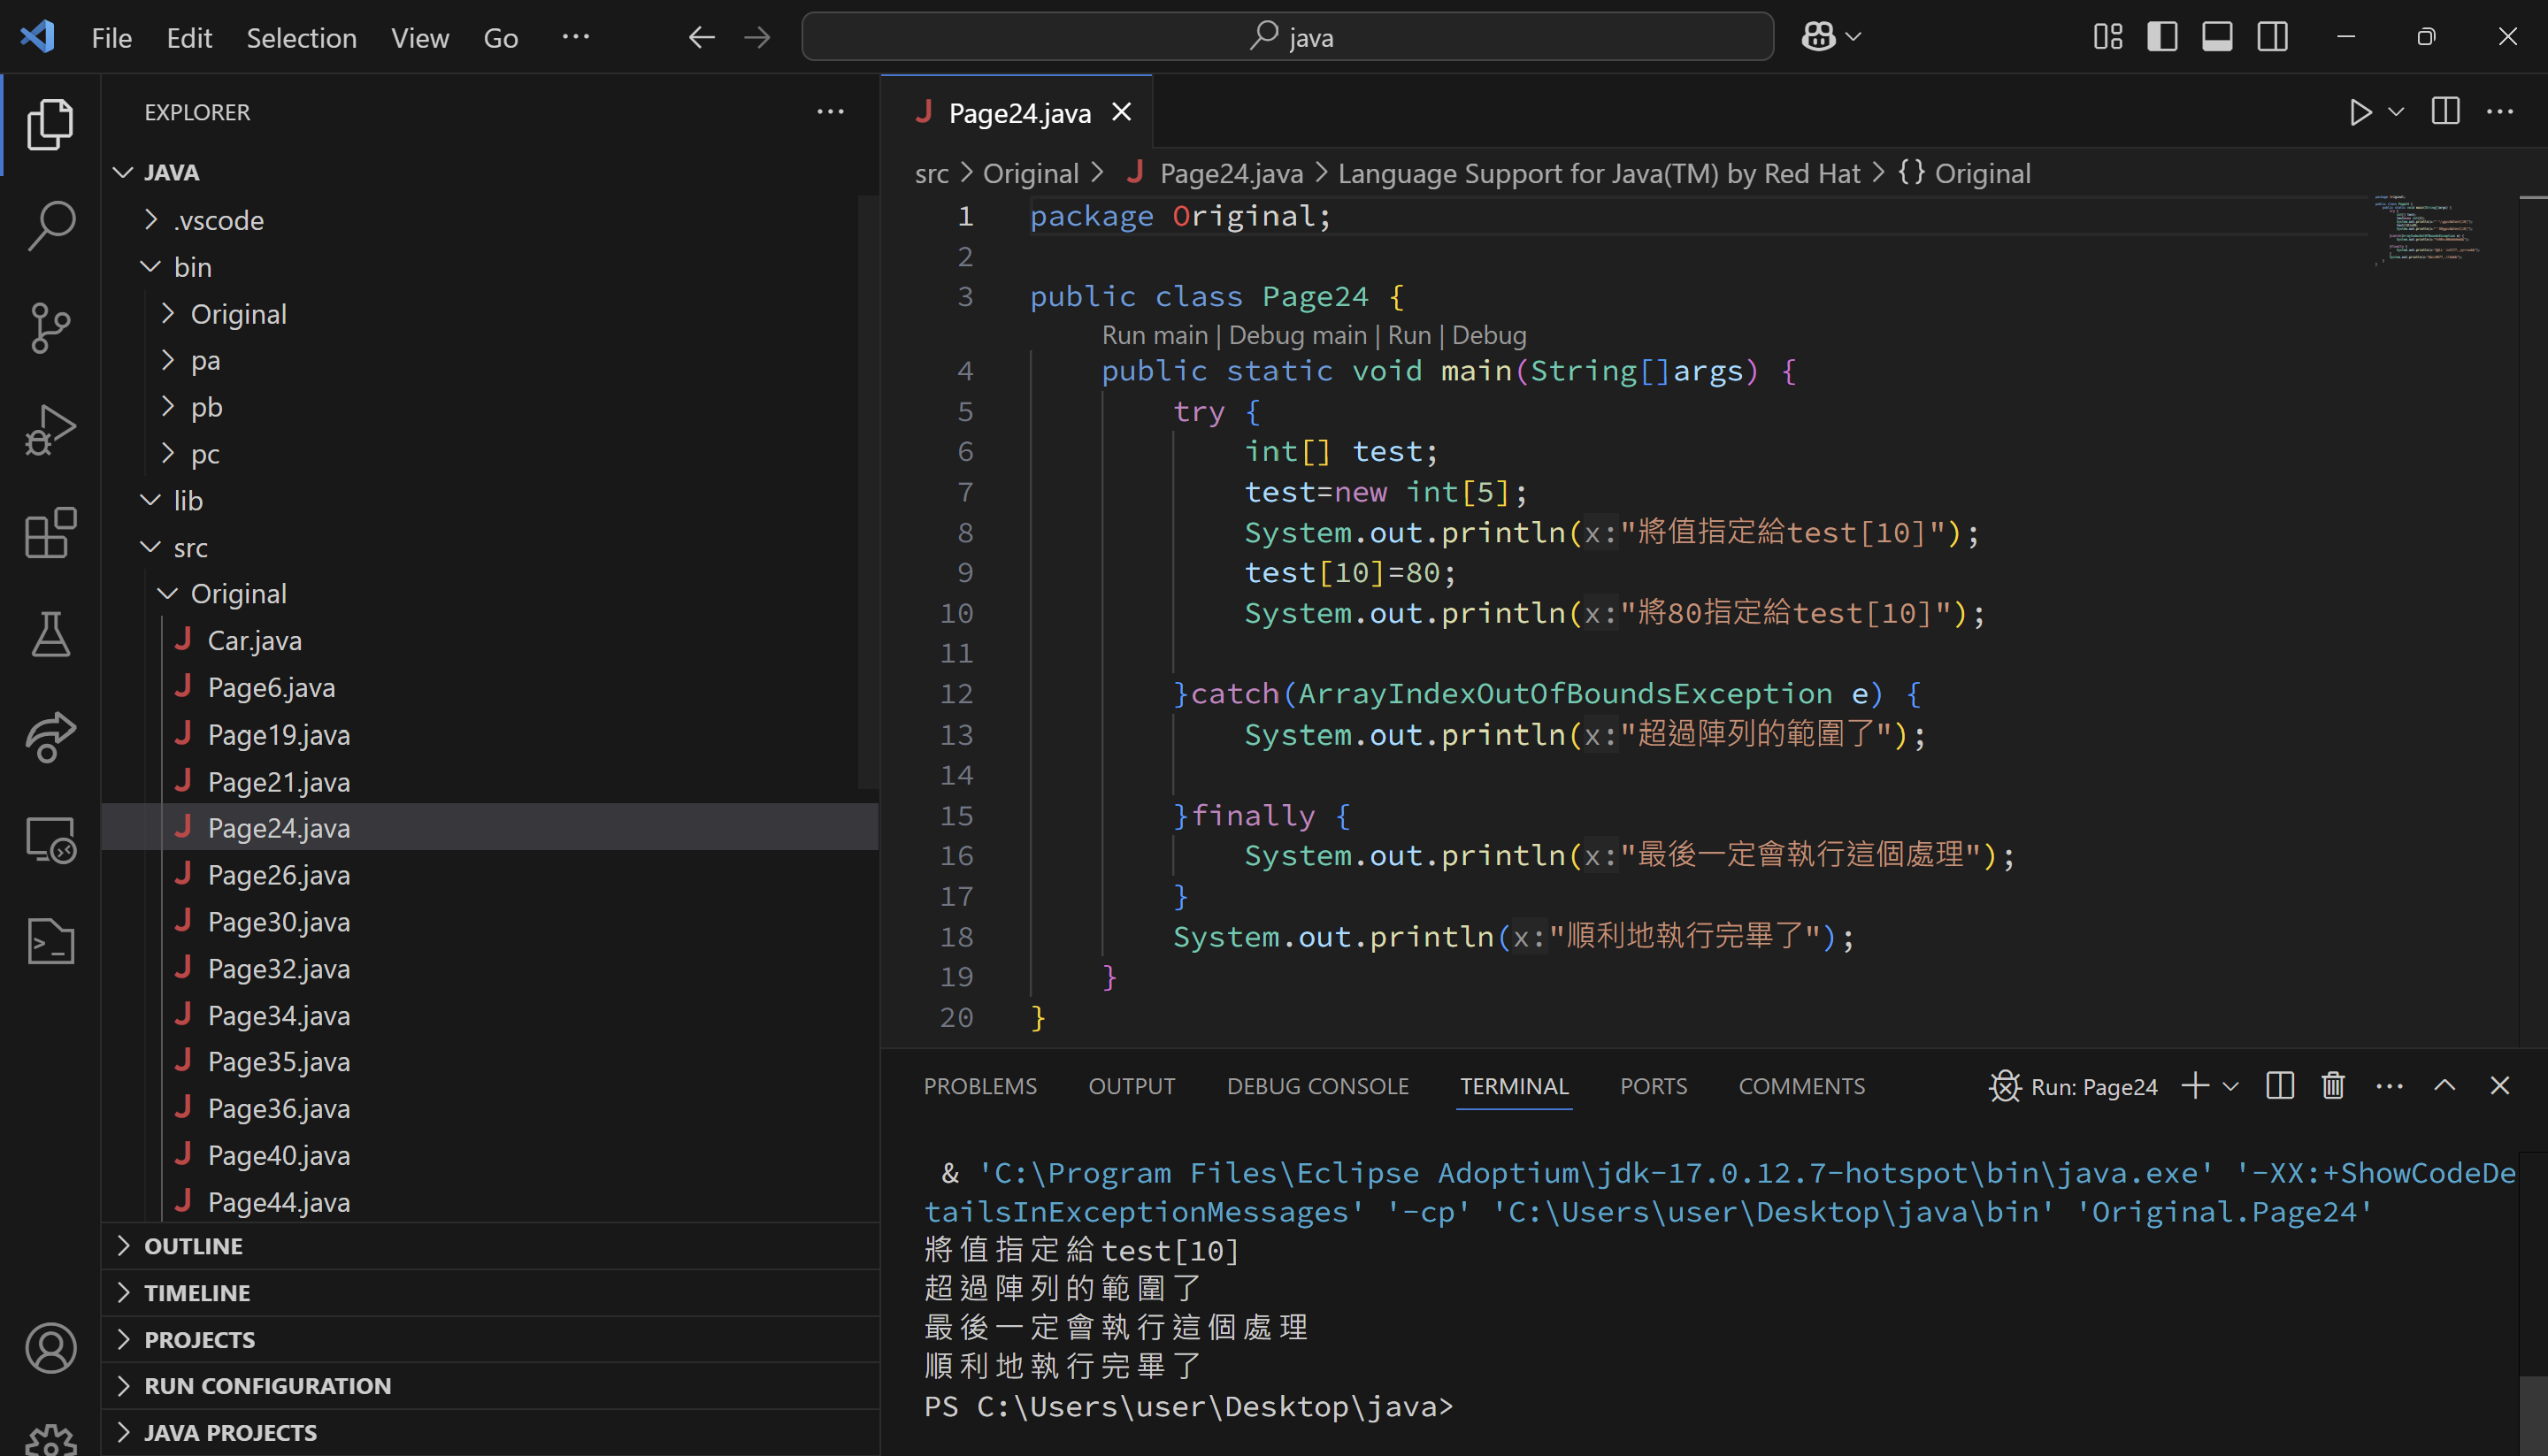 File Edit Selection View Go ··· java
EXPLORER ···
JAVA
.vscode
bin
Original
pa
pb
pc
lib
src
Original
Car.java
Page6.java
Page19.java
Page21.java
Page24.java
Page26.java
Page30.java
Page32.java
Page34.java
Page35.java
Page36.java
Page40.java
Page44.java
OUTLINE
TIMELINE
PROJECTS
RUN CONFIGURATION
JAVA PROJECTS
J Page24.java
src > Original > J Page24.java > Language Support for Java(TM) by Red Hat > {} Original
1 package Original;
2
3 public class Page24 {
Run main | Debug main | Run | Debug
4 public static void main(String[]args) {
5 try {
6 int[] test;
7 test=new int[5];
8 System.out.println(x:"將值指定給test[10]");
9 test[10]=80;
10 System.out.println(x:"將80指定給test[10]");
11
12 }catch(ArrayIndexOutOfBoundsException e) {
13 System.out.println(x:"超過陣列的範圍了");
14
15 }finally {
16 System.out.println(x:"最後一定會執行這個處理");
17 }
18 System.out.println(x:"順利地執行完畢了");
19 }
20 }
PROBLEMS OUTPUT DEBUG CONSOLE TERMINAL PORTS COMMENTS Run: Page24
& 'C:\Program Files\Eclipse Adoptium\jdk-17.0.12.7-hotspot\bin\java.exe' '-XX:+ShowCodeDe
tailsInExceptionMessages' '-cp' 'C:\Users\user\Desktop\java\bin' 'Original.Page24'
將值指定給test[10]
超過陣列的範圍了
最後一定會執行這個處理
順利地執行完畢了
PS C:\Users\user\Desktop\java>